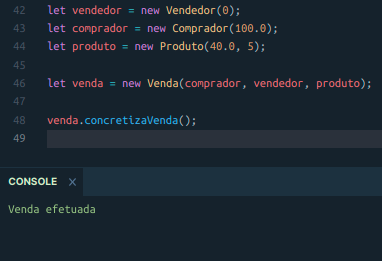 42 let vendedor = new Vendedor(0);
43 let comprador = new Comprador(100.0);
44 let produto = new Produto(40.0, 5);
45
46 let venda = new Venda(comprador, vendedor, produto);
47
48 venda.concretizaVenda();
49
CONSOLE ×
Venda efetuada